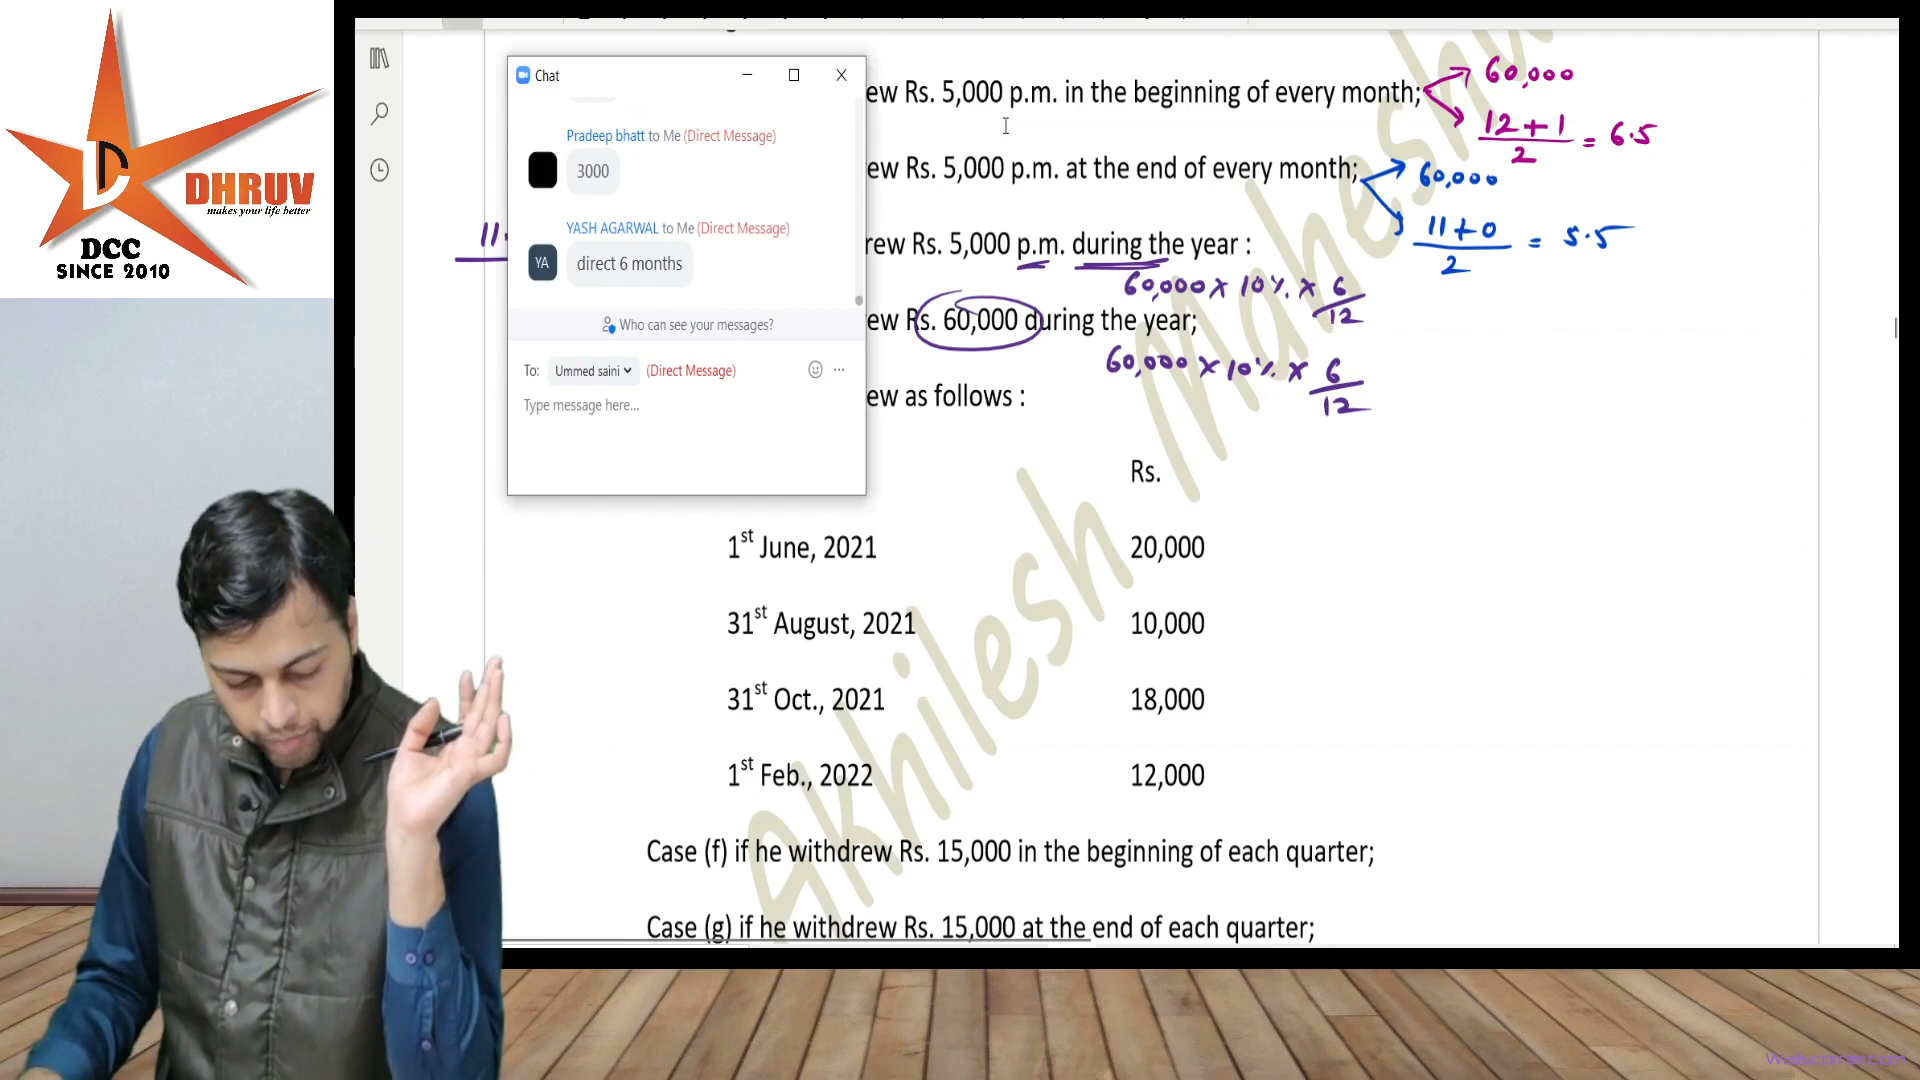 DHRUV
makes your life better
DCC
SINCE 2010
Chat
Pradeep bhatt to Me (Direct Message)
3000
YASH AGARWAL to Me (Direct Message)
YA
direct 6 months
Who can see your messages?
To: Ummed saini (Direct Message)
Type message here...
ew Rs. 5,000 p.m. in the beginning of every month;
60,000
12+1
2
= 6.5
ew Rs. 5,000 p.m. at the end of every month;
60,000
11+0
2
= 5.5
11
rew Rs. 5,000 p.m. during the year :
60,000 x 10% x 6
12
ew Rs. 60,000 during the year;
60,000 x 10% x 6
12
ew as follows :
Rs.
1st June, 2021 20,000
31st August, 2021 10,000
31st Oct., 2021 18,000
1st Feb., 2022 12,000
Case (f) if he withdrew Rs. 15,000 in the beginning of each quarter;
Case (g) if he withdrew Rs. 15,000 at the end of each quarter;
Akhilesh Mahesh